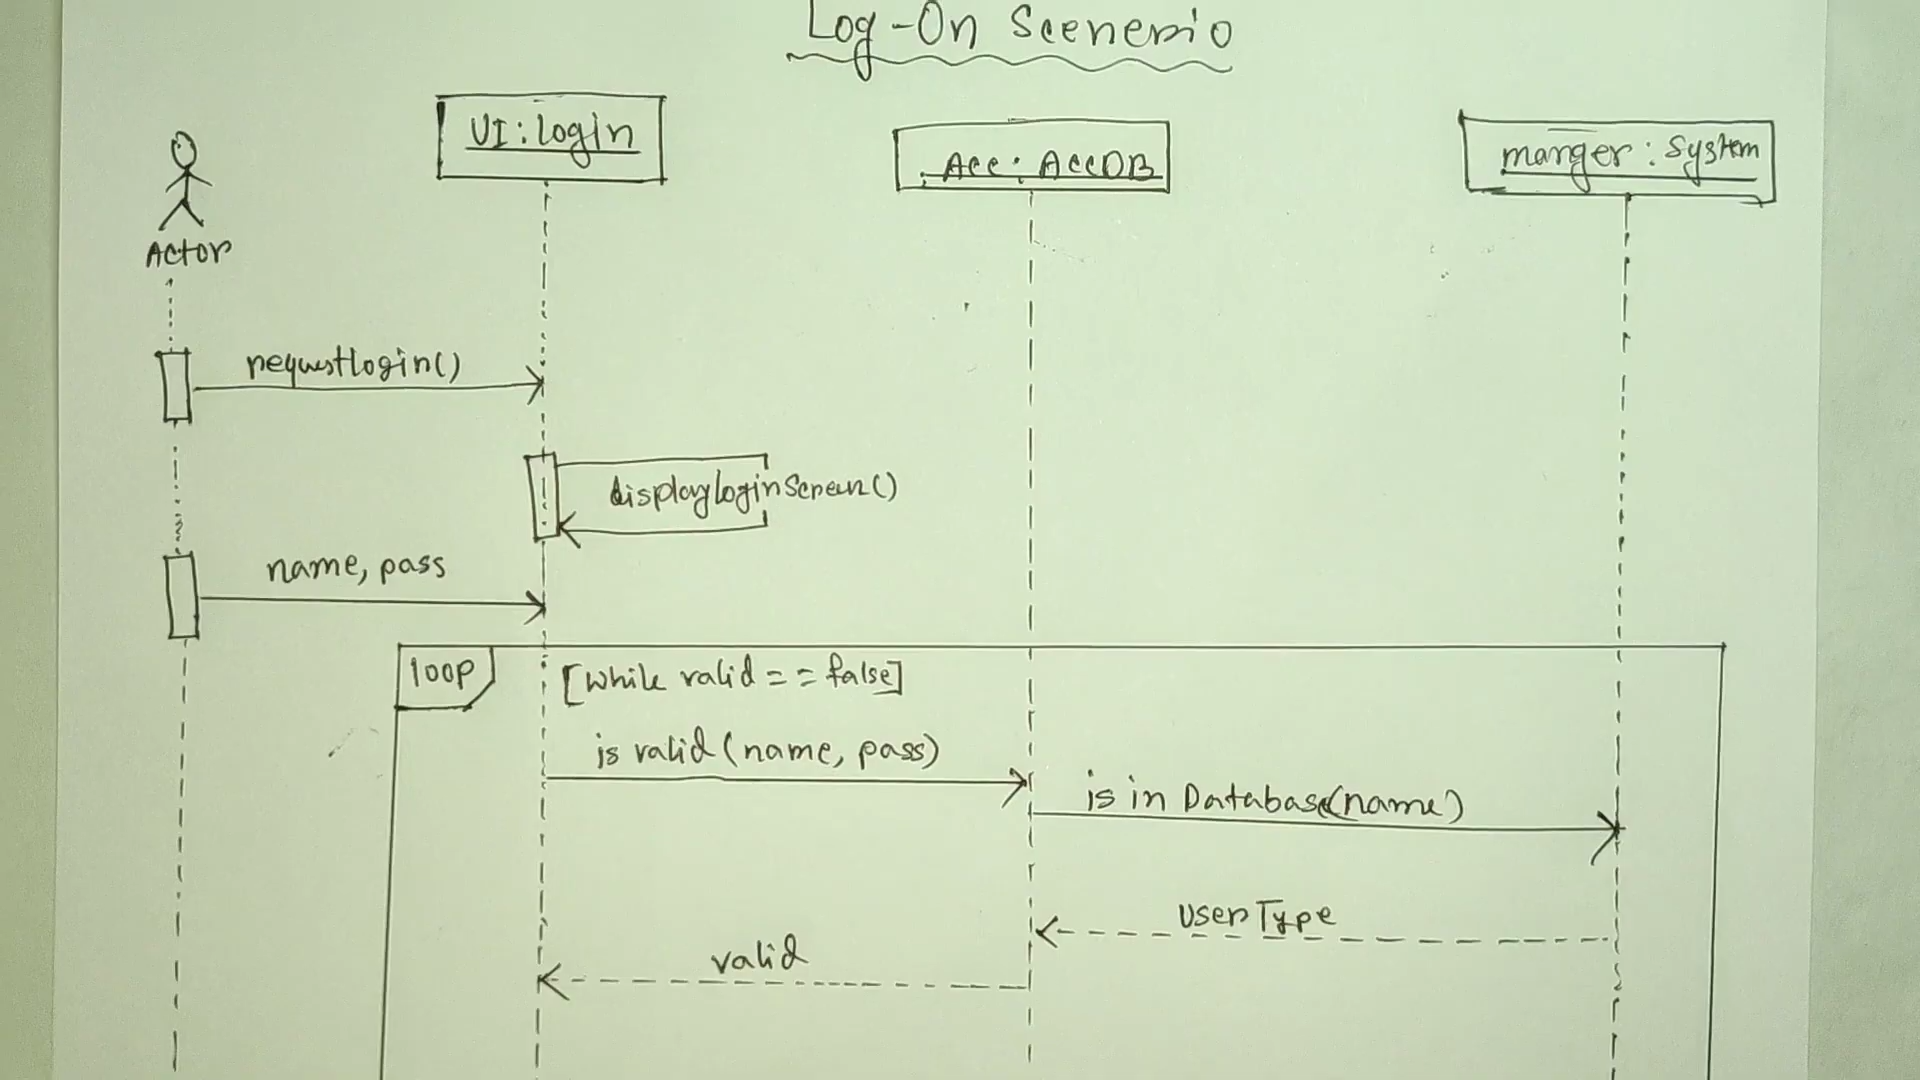 Log-On Scenerio
UI:login
Acc: AccDB
manger:System
Actor
requestlogin()
displayloginScreen()
name, pass
loop
[while valid==false]
is valid(name, pass)
is in Database(name)
userType
valid